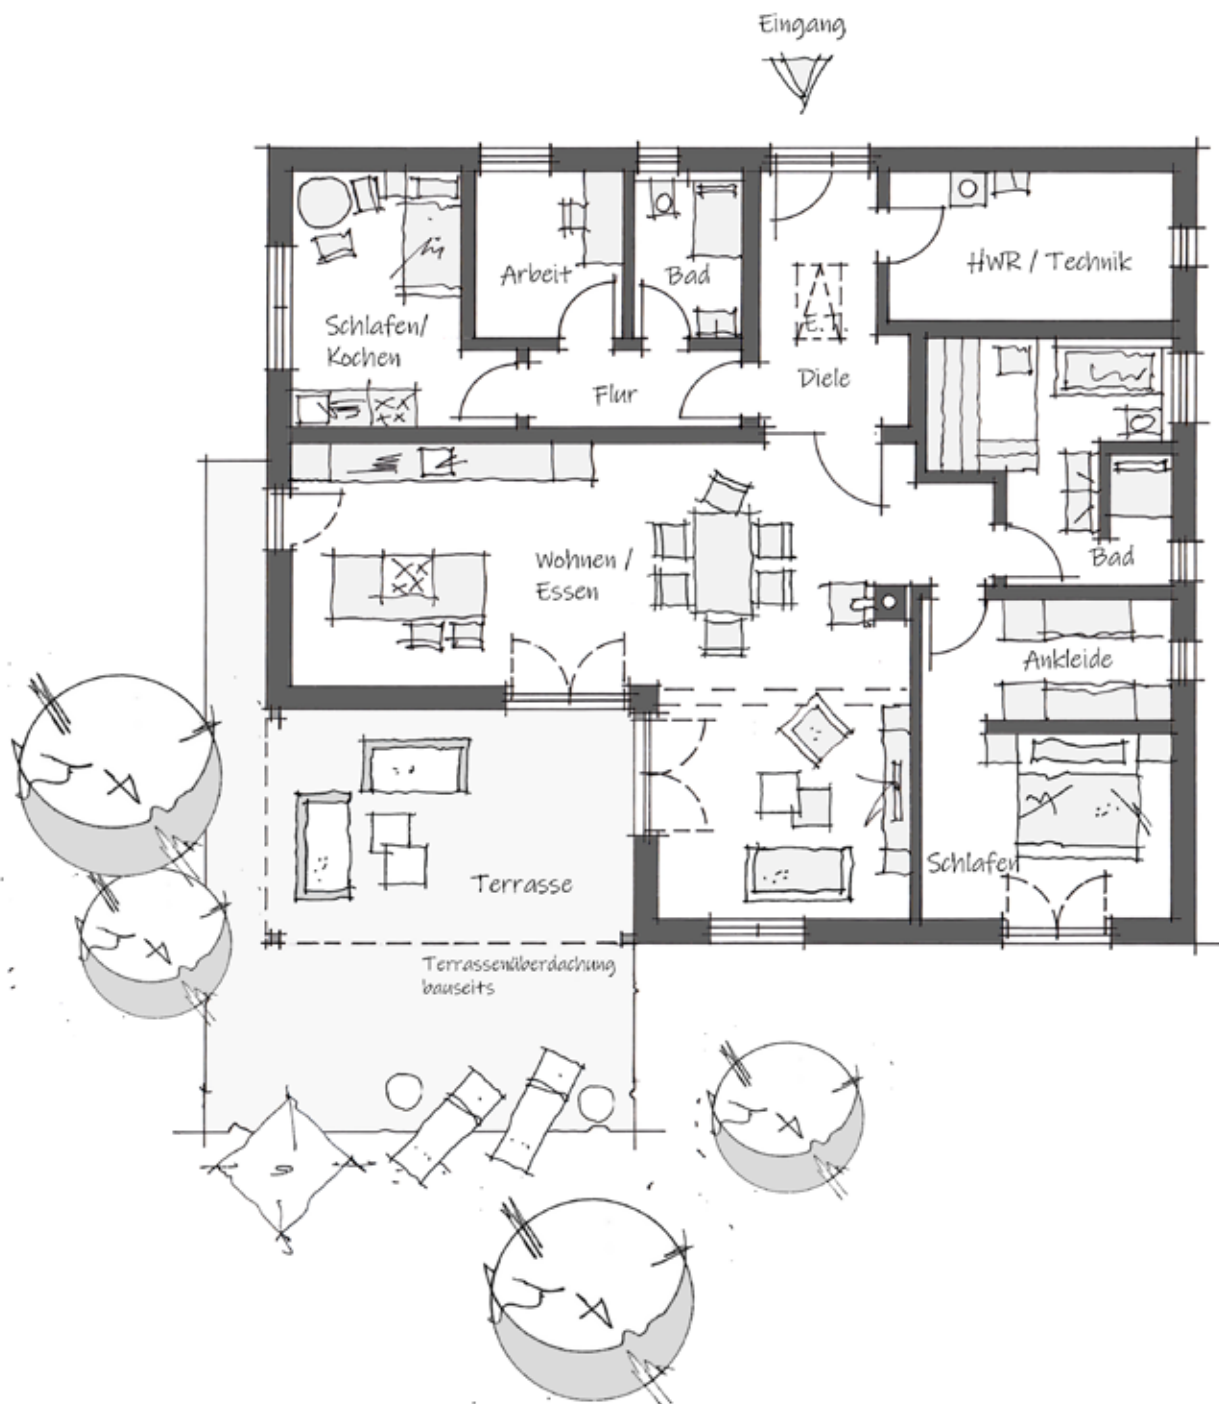 Eingang
HWR / Technik
Arbeit
Bad
Schlafen/
Kochen
E.T.
Diele
Flur
Wohnen /
Essen
Bad
Ankleide
Schlafen
Terrasse
Terrassenüberdachung
bauseits